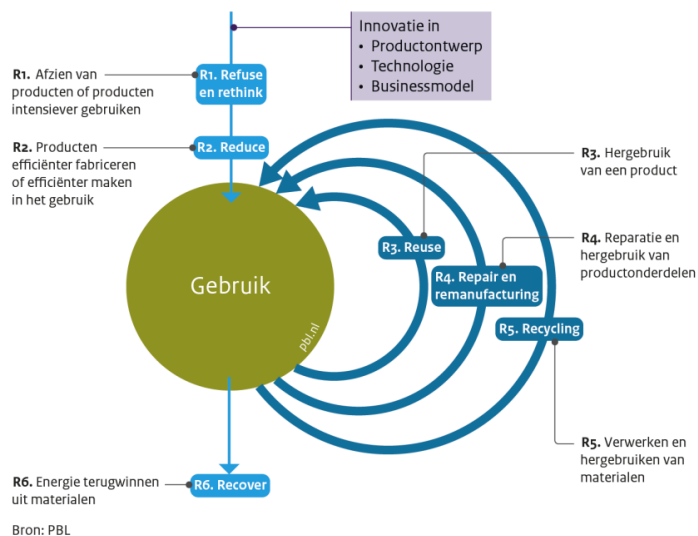 Innovatie in
• Productontwerp
• Technologie
• Businessmodel
R1. Afzien van
producten of producten
intensiever gebruiken
R1. Refuse
en rethink
R2. Producten
efficiënter fabriceren
of efficiënter maken
in het gebruik
R2. Reduce
R3. Hergebruik
van een product
R3. Reuse
R4. Reparatie en
hergebruik van
productonderdelen
R4. Repair en
remanufacturing
Gebruik
R5. Recycling
pbl.nl
R5. Verwerken en
hergebruiken van
materialen
R6. Energie terugwinnen
uit materialen
R6. Recover
Bron: PBL